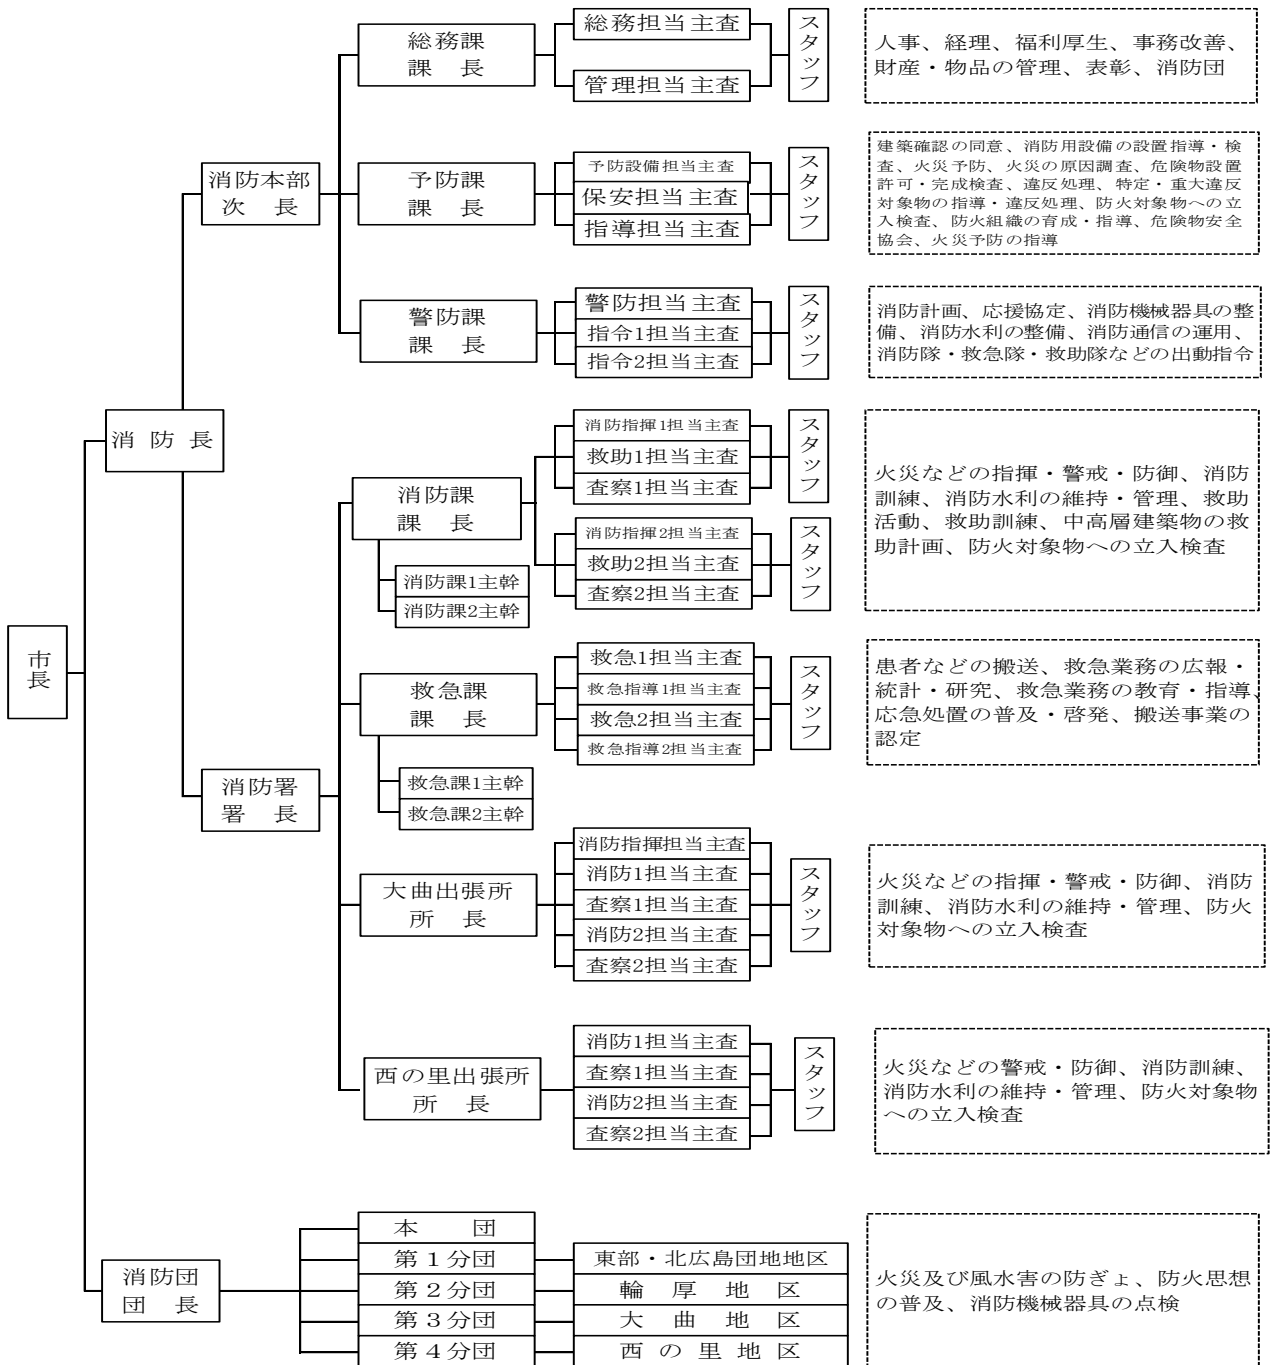 総務課
課　長
総務担当主査
管理担当主査
スタッフ
人事、経理、福利厚生、事務改善、
財産・物品の管理、表彰、消防団
消防本部
次　長
予防課
課　長
予防設備担当主査
保安担当主査
指導担当主査
スタッフ
建築確認の同意、消防用設備の設置指導・検
査、火災予防、火災の原因調査、危険物設置
許可・完成検査、違反処理、特定・重大違反
対象物の指導・違反処理、防火対象物への立
入検査、防火組織の育成・指導、危険物安全
協会、火災予防の指導
警防課
課　長
警防担当主査
指令1担当主査
指令2担当主査
スタッフ
消防計画、応援協定、消防機械器具の整
備、消防水利の整備、消防通信の運用、
消防隊・救急隊・救助隊などの出動指令
消 防 長
消防課
課　長
消防課1主幹
消防課2主幹
消防指揮1担当主査
救助1担当主査
査察1担当主査
スタッフ
消防指揮2担当主査
救助2担当主査
査察2担当主査
スタッフ
火災などの指揮・警戒・防御、消防
訓練、消防水利の維持・管理、救助
活動、救助訓練、中高層建築物の救
助計画、防火対象物への立入検査
市長
救急課
課　長
救急課1主幹
救急課2主幹
救急1担当主査
救急指導1担当主査
救急2担当主査
救急指導2担当主査
スタッフ
患者などの搬送、救急業務の広報・
統計・研究、救急業務の教育・指導、
応急処置の普及・啓発、搬送事業の
認定
消防署
署　長
大曲出張所
所　長
消防指揮担当主査
消防1担当主査
査察1担当主査
消防2担当主査
査察2担当主査
スタッフ
火災などの指揮・警戒・防御、消防
訓練、消防水利の維持・管理、防火
対象物への立入検査
西の里出張所
所　長
消防1担当主査
査察1担当主査
消防2担当主査
査察2担当主査
スタッフ
火災などの警戒・防御、消防訓練、
消防水利の維持・管理、防火対象物
への立入検査
消防団
団　長
本　　団
第１分団
東部・北広島団地地区
第２分団
輪　厚　地　区
第３分団
大　曲　地　区
第４分団
西 の 里 地 区
火災及び風水害の防ぎょ、防火思想
の普及、消防機械器具の点検